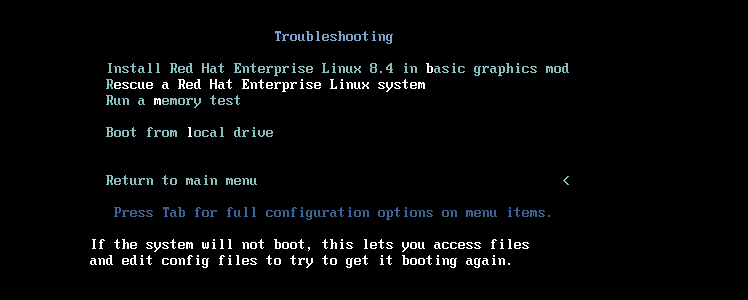 Troubleshooting
Install Red Hat Enterprise Linux 8.4 in basic graphics mod
Rescue a Red Hat Enterprise Linux system
Run a memory test
Boot from local drive
Return to main menu <
Press Tab for full configuration options on menu items.
If the system will not boot, this lets you access files
and edit config files to try to get it booting again.